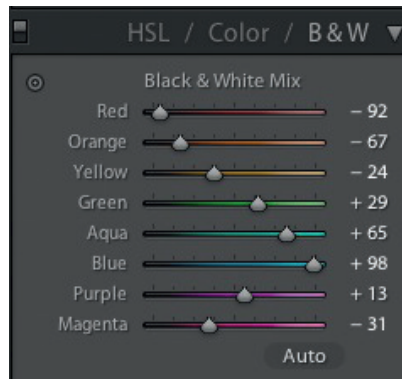 HSL / Color / B & W
Black & White Mix
Red − 92
Orange − 67
Yellow − 24
Green + 29
Aqua + 65
Blue + 98
Purple + 13
Magenta − 31
Auto